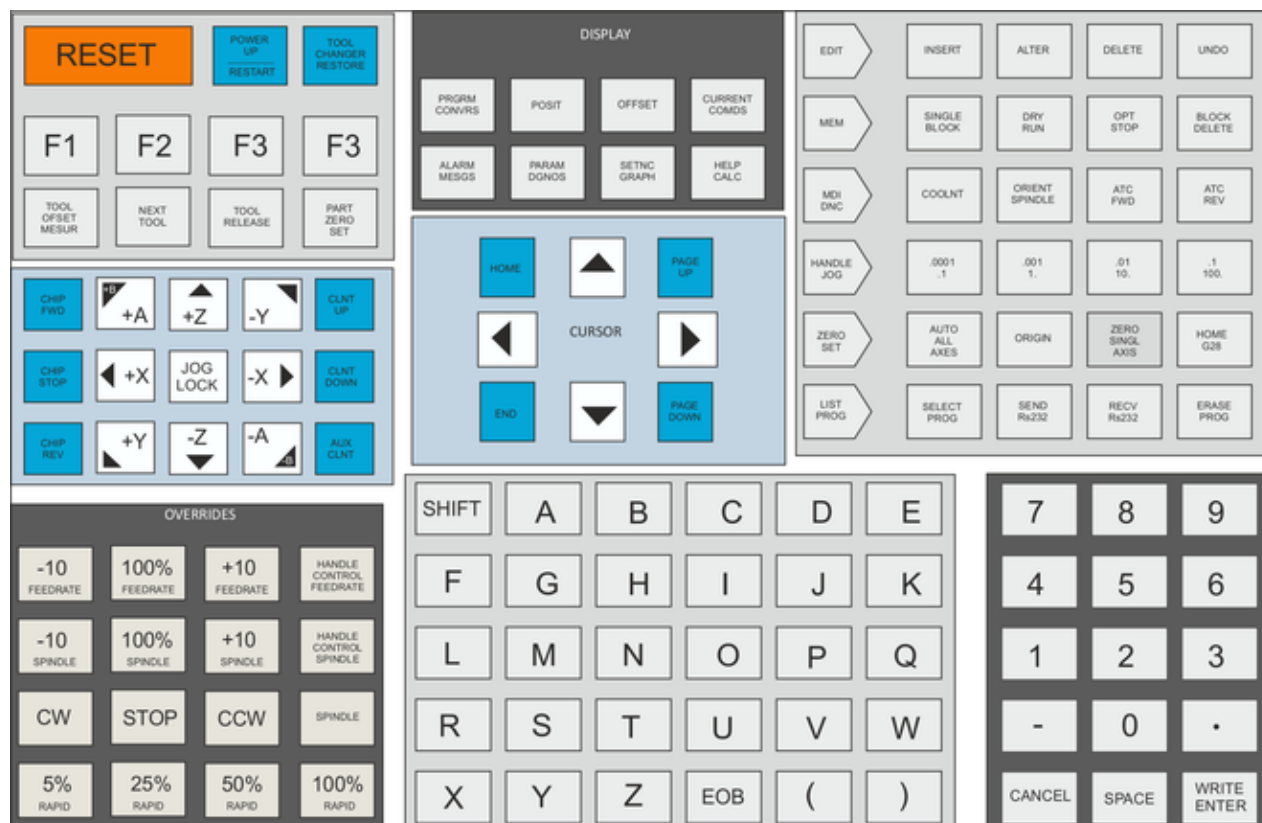 RESET
POWER
UP
RESTART
TOOL
CHANGER
RESTORE
F1
F2
F3
F3
TOOL
OFSET
MESUR
NEXT
TOOL
TOOL
RELEASE
PART
ZERO
SET
CHIP
FWD
+B
+A
+Z
-Y
CLNT
UP
CHIP
STOP
+X
JOG
LOCK
-X
CLNT
DOWN
CHIP
REV
+Y
-Z
-A
-B
AUX
CLNT
OVERRIDES
-10
FEEDRATE
100%
FEEDRATE
+10
FEEDRATE
HANDLE
CONTROL
FEEDRATE
-10
SPINDLE
100%
SPINDLE
+10
SPINDLE
HANDLE
CONTROL
SPINDLE
CW
STOP
CCW
SPINDLE
5%
RAPID
25%
RAPID
50%
RAPID
100%
RAPID
DISPLAY
PRGRM
CONVRS
POSIT
OFFSET
CURRENT
COMDS
ALARM
MESGS
PARAM
DGNOS
SETNC
GRAPH
HELP
CALC
HOME
PAGE
UP
CURSOR
END
PAGE
DOWN
EDIT
INSERT
ALTER
DELETE
UNDO
MEM
SINGLE
BLOCK
DRY
RUN
OPT
STOP
BLOCK
DELETE
MDI
DNC
COOLNT
ORIENT
SPINDLE
ATC
FWD
ATC
REV
HANDLE
JOG
.0001
.1
.001
1.
.01
10.
.1
100.
ZERO
SET
AUTO
ALL
AXES
ORIGIN
ZERO
SINGL
AXIS
HOME
G28
LIST
PROG
SELECT
PROG
SEND
Rs232
RECV
Rs232
ERASE
PROG
SHIFT
A
B
C
D
E
F
G
H
I
J
K
L
M
N
O
P
Q
R
S
T
U
V
W
X
Y
Z
EOB
(
)
7
8
9
4
5
6
1
2
3
-
0
.
CANCEL
SPACE
WRITE
ENTER